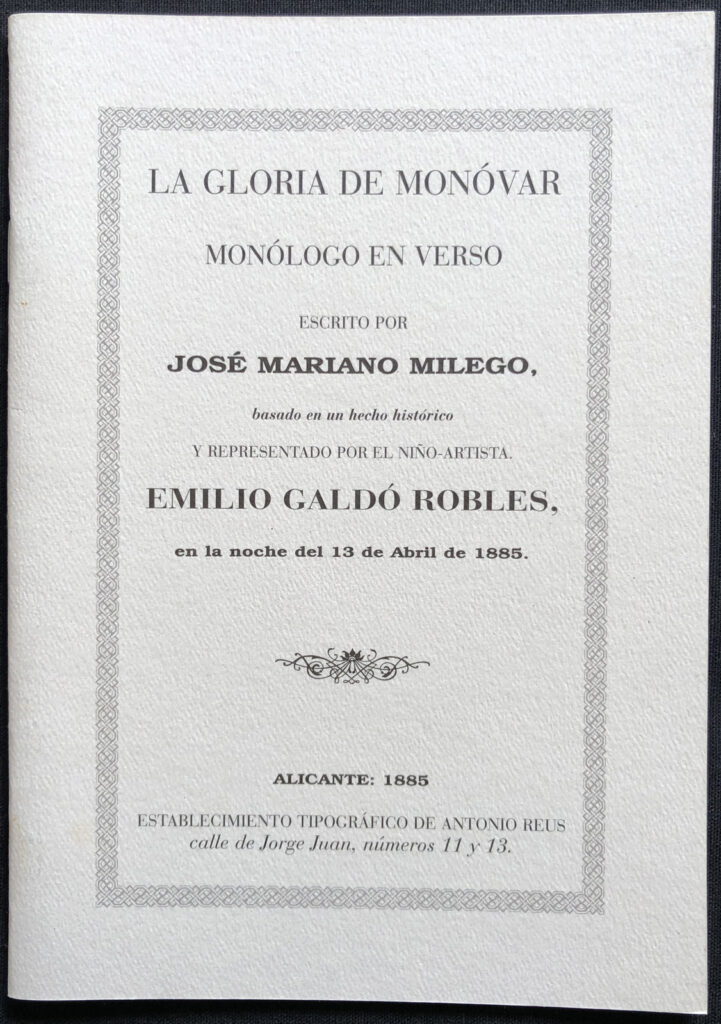 LA GLORIA DE MONÓVAR
MONÓLOGO EN VERSO
ESCRITO POR
JOSÉ MARIANO MILEGO,
basado en un hecho histórico
Y REPRESENTADO POR EL NIÑO-ARTISTA.
EMILIO GALDÓ ROBLES,
en la noche del 13 de Abril de 1885.
ALICANTE: 1885
ESTABLECIMIENTO TIPOGRÁFICO DE ANTONIO REUS
calle de Jorge Juan, números 11 y 13.